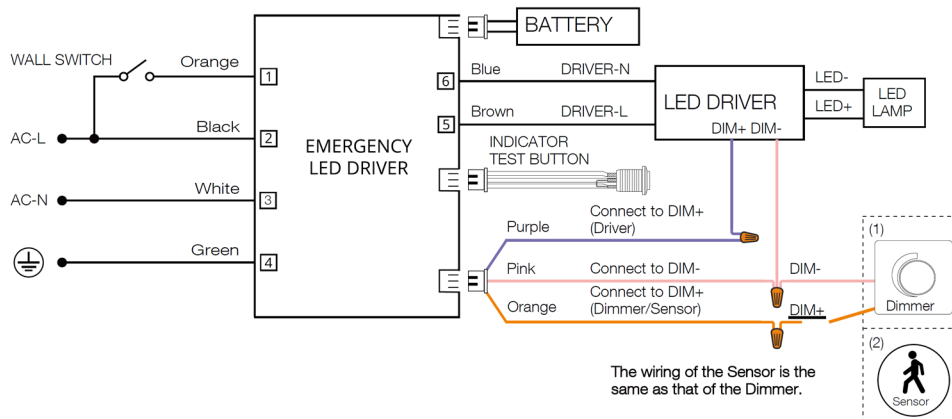 BATTERY
WALL SWITCH
Orange
1
6
Blue
DRIVER-N
LED DRIVER
DIM+ DIM-
LED-
LED+
LED
LAMP
AC-L
Black
2
5
Brown
DRIVER-L
EMERGENCY
LED DRIVER
INDICATOR
TEST BUTTON
AC-N
White
3
Green
4
Purple
Connect to DIM+
(Driver)
Pink
Connect to DIM-
DIM-
Orange
Connect to DIM+
(Dimmer/Sensor)
DIM+
(1)
Dimmer
(2)
Sensor
The wiring of the Sensor is the
same as that of the Dimmer.